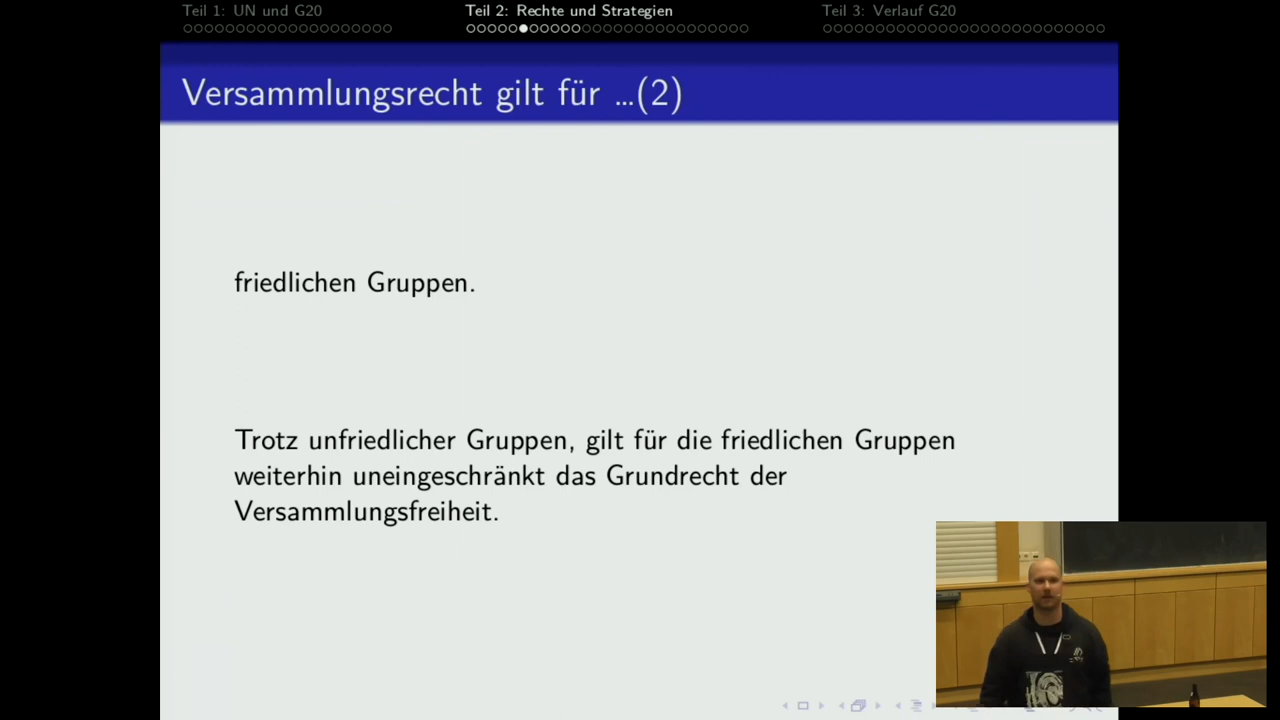 Teil 1: UN und G20
Teil 2: Rechte und Strategien
Teil 3: Verlauf G20
Versammlungsrecht gilt für ...(2)
friedlichen Gruppen.
Trotz unfriedlicher Gruppen, gilt für die friedlichen Gruppen
weiterhin uneingeschränkt das Grundrecht der
Versammlungsfreiheit.